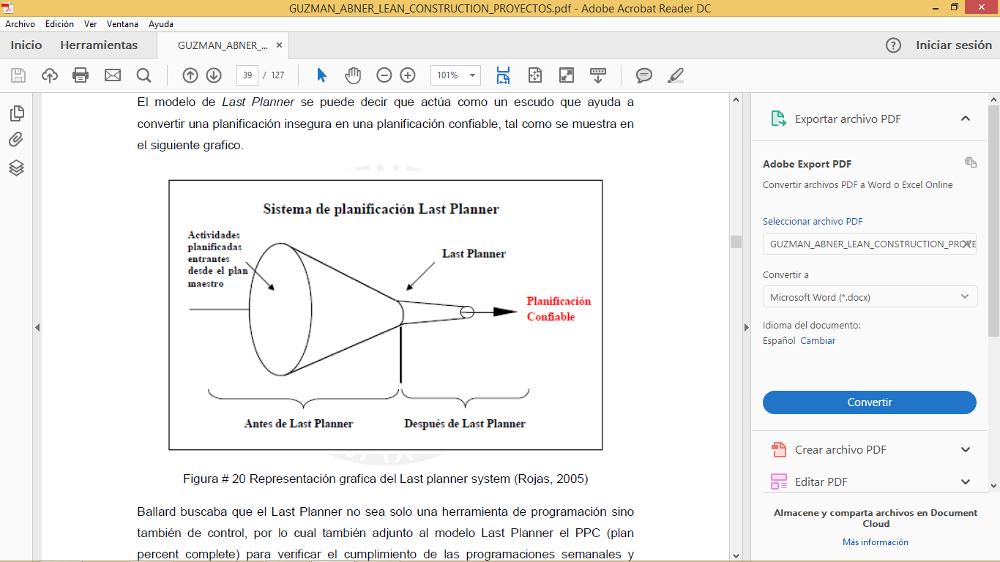 GUZMAN_ABNER_LEAN_CONSTRUCTION_PROYECTOS.pdf - Adobe Acrobat Reader DC
Archivo Edición Ver Ventana Ayuda
Inicio Herramientas GUZMAN_ABNER_... × ? Iniciar sesión
39 / 127 101%
El modelo de Last Planner se puede decir que actúa como un escudo que ayuda a
convertir una planificación insegura en una planificación confiable, tal como se muestra en
el siguiente grafico.
Sistema de planificación Last Planner
Actividades
planificadas
entrantes
desde el plan
maestro
Last Planner
Planificación
Confiable
Antes de Last Planner
Después de Last Planner
Figura # 20 Representación grafica del Last planner system (Rojas, 2005)
Ballard buscaba que el Last Planner no sea solo una herramienta de programación sino
también de control, por lo cual también adjunto al modelo Last Planner el PPC (plan
percent complete) para verificar el cumplimiento de las programaciones semanales y
Exportar archivo PDF
Adobe Export PDF
Convertir archivos PDF a Word o Excel Online
Seleccionar archivo PDF
GUZMAN_ABNER_LEAN_CONSTRUCTION_PROYE
Convertir a
Microsoft Word (*.docx)
Idioma del documento:
Español Cambiar
Convertir
Crear archivo PDF
Editar PDF
Almacene y comparta archivos en Document
Cloud
Más información